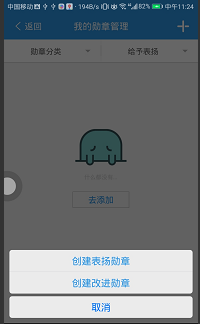 中国移动 194B/s 82% 中午11:24
返回 我的勋章管理
勋章分类 给予表扬
去添加
创建表扬勋章
创建改进勋章
取消